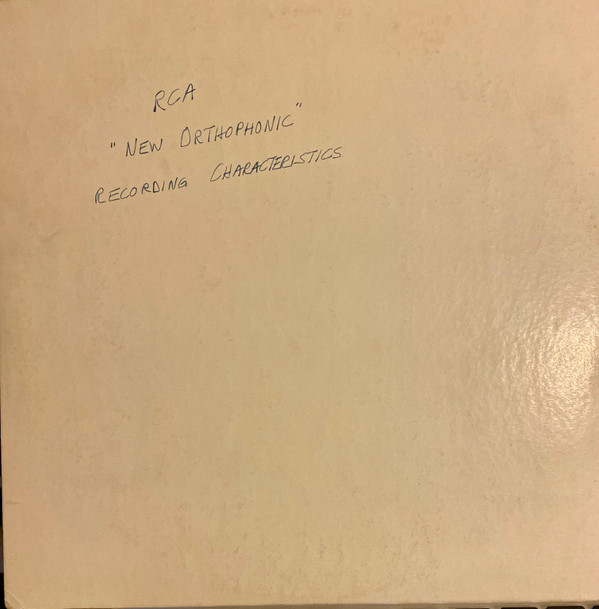 RCA
"NEW ORTHOPHONIC"
RECORDING CHARACTERISTICS